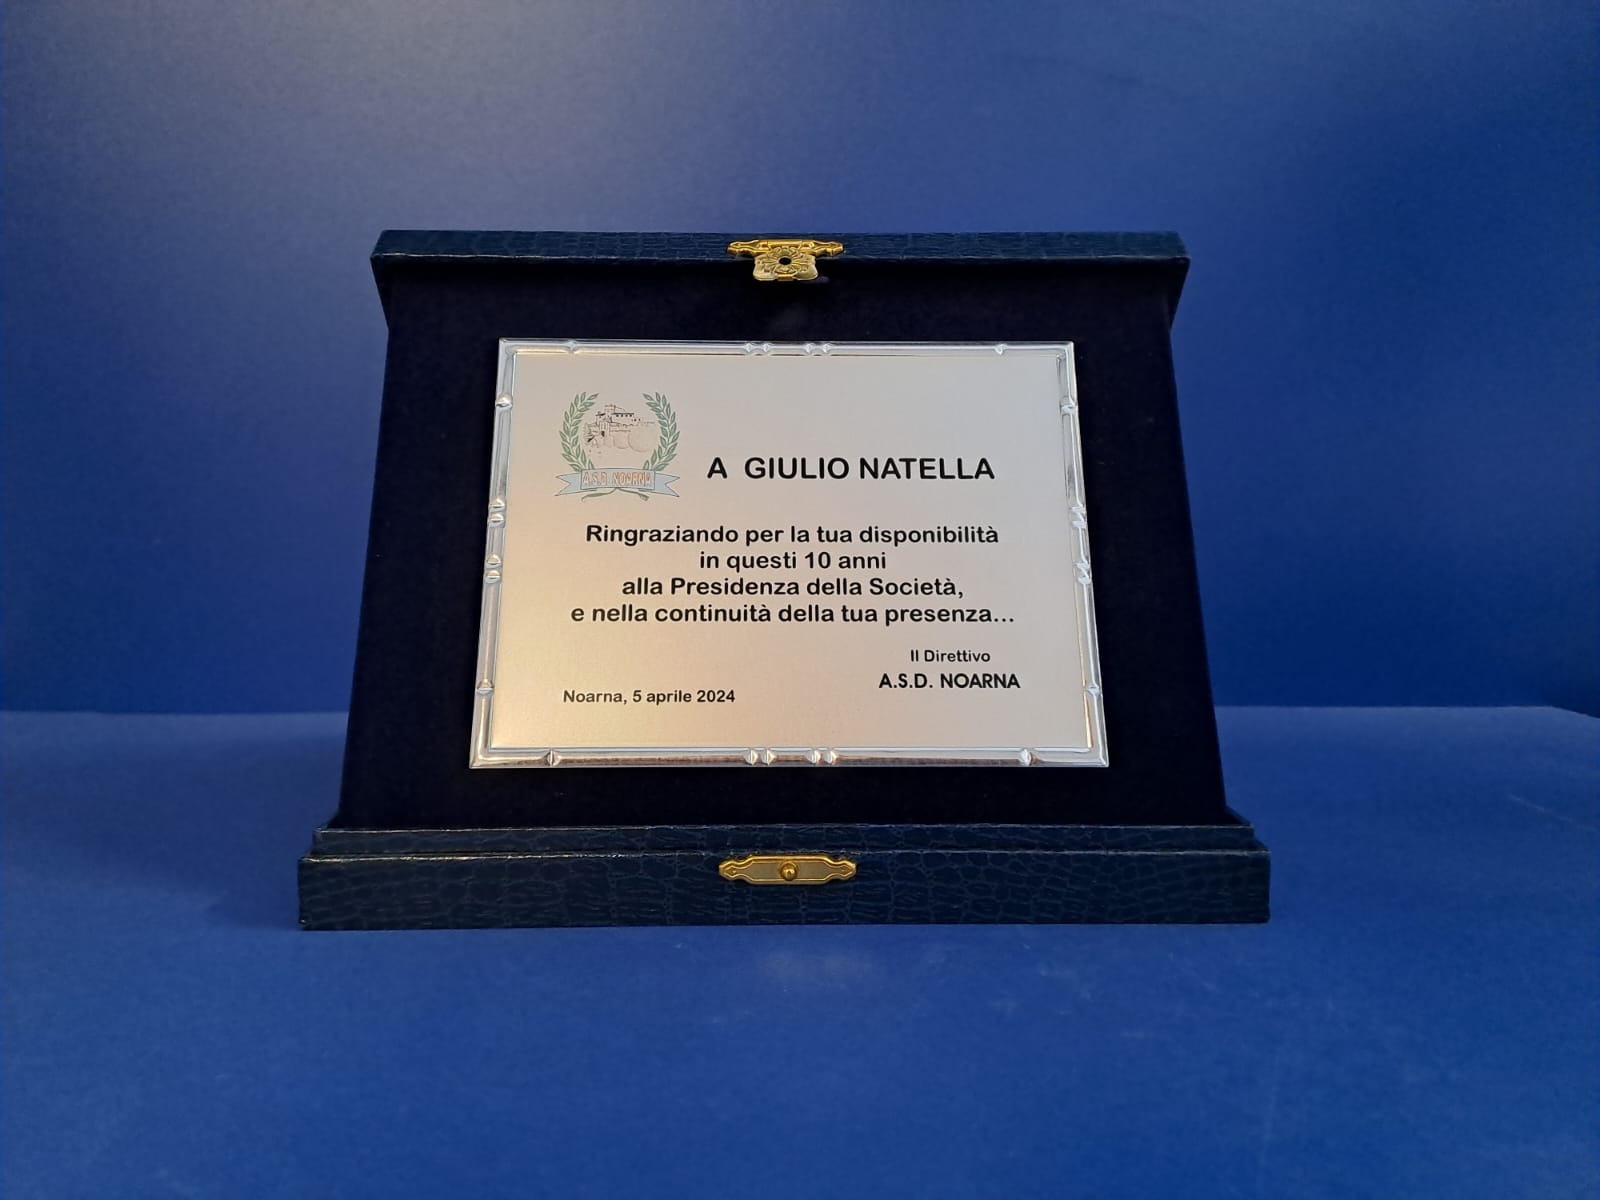 A.S.D. NOARNA
A GIULIO NATELLA
Ringraziando per la tua disponibilità
in questi 10 anni
alla Presidenza della Società,
e nella continuità della tua presenza...
Il Direttivo
A.S.D. NOARNA
Noarna, 5 aprile 2024